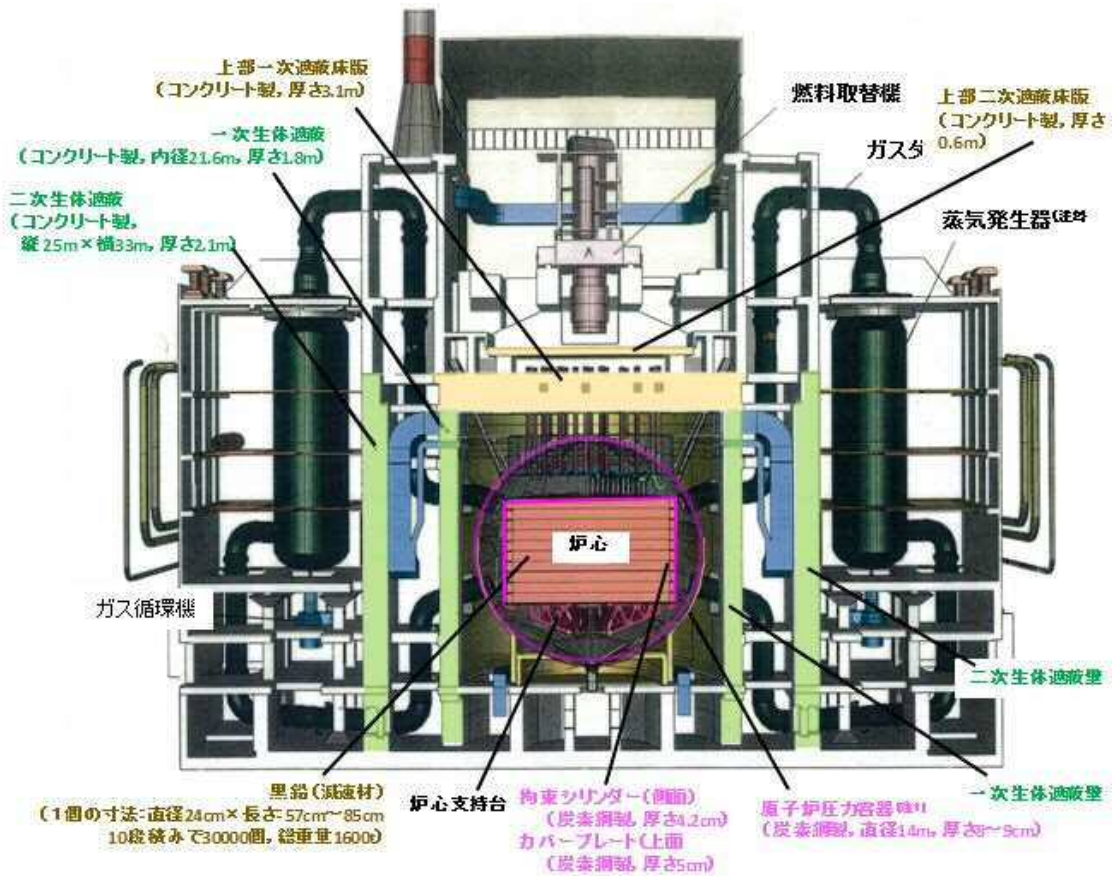 上部一次遮蔽床版
(コンクリート製, 厚さ3.1m)
一次生体遮蔽
(コンクリート製, 内径21.6m, 厚さ1.8m)
二次生体遮蔽
(コンクリート製,
縦25m×横33m, 厚さ2.1m)
燃料取替機
上部二次遮蔽床版
(コンクリート製, 厚さ
0.6m)
ガスダ
蒸気発生器
炉心
ガス循環機
二次生体遮蔽壁
一次生体遮蔽壁
黒鉛(減速材)
(1個の寸法:直径24cm×長さ:57cm~85cm
10段積みで30000個, 総重量1600t)
炉心支持台
拘束シリンダー(側面)
(炭素鋼製, 厚さ4.2cm)
カバープレート(上面
(炭素鋼製, 厚さ5cm)
原子炉圧力容器
(炭素鋼製, 直径14m, 厚さ8~9cm)